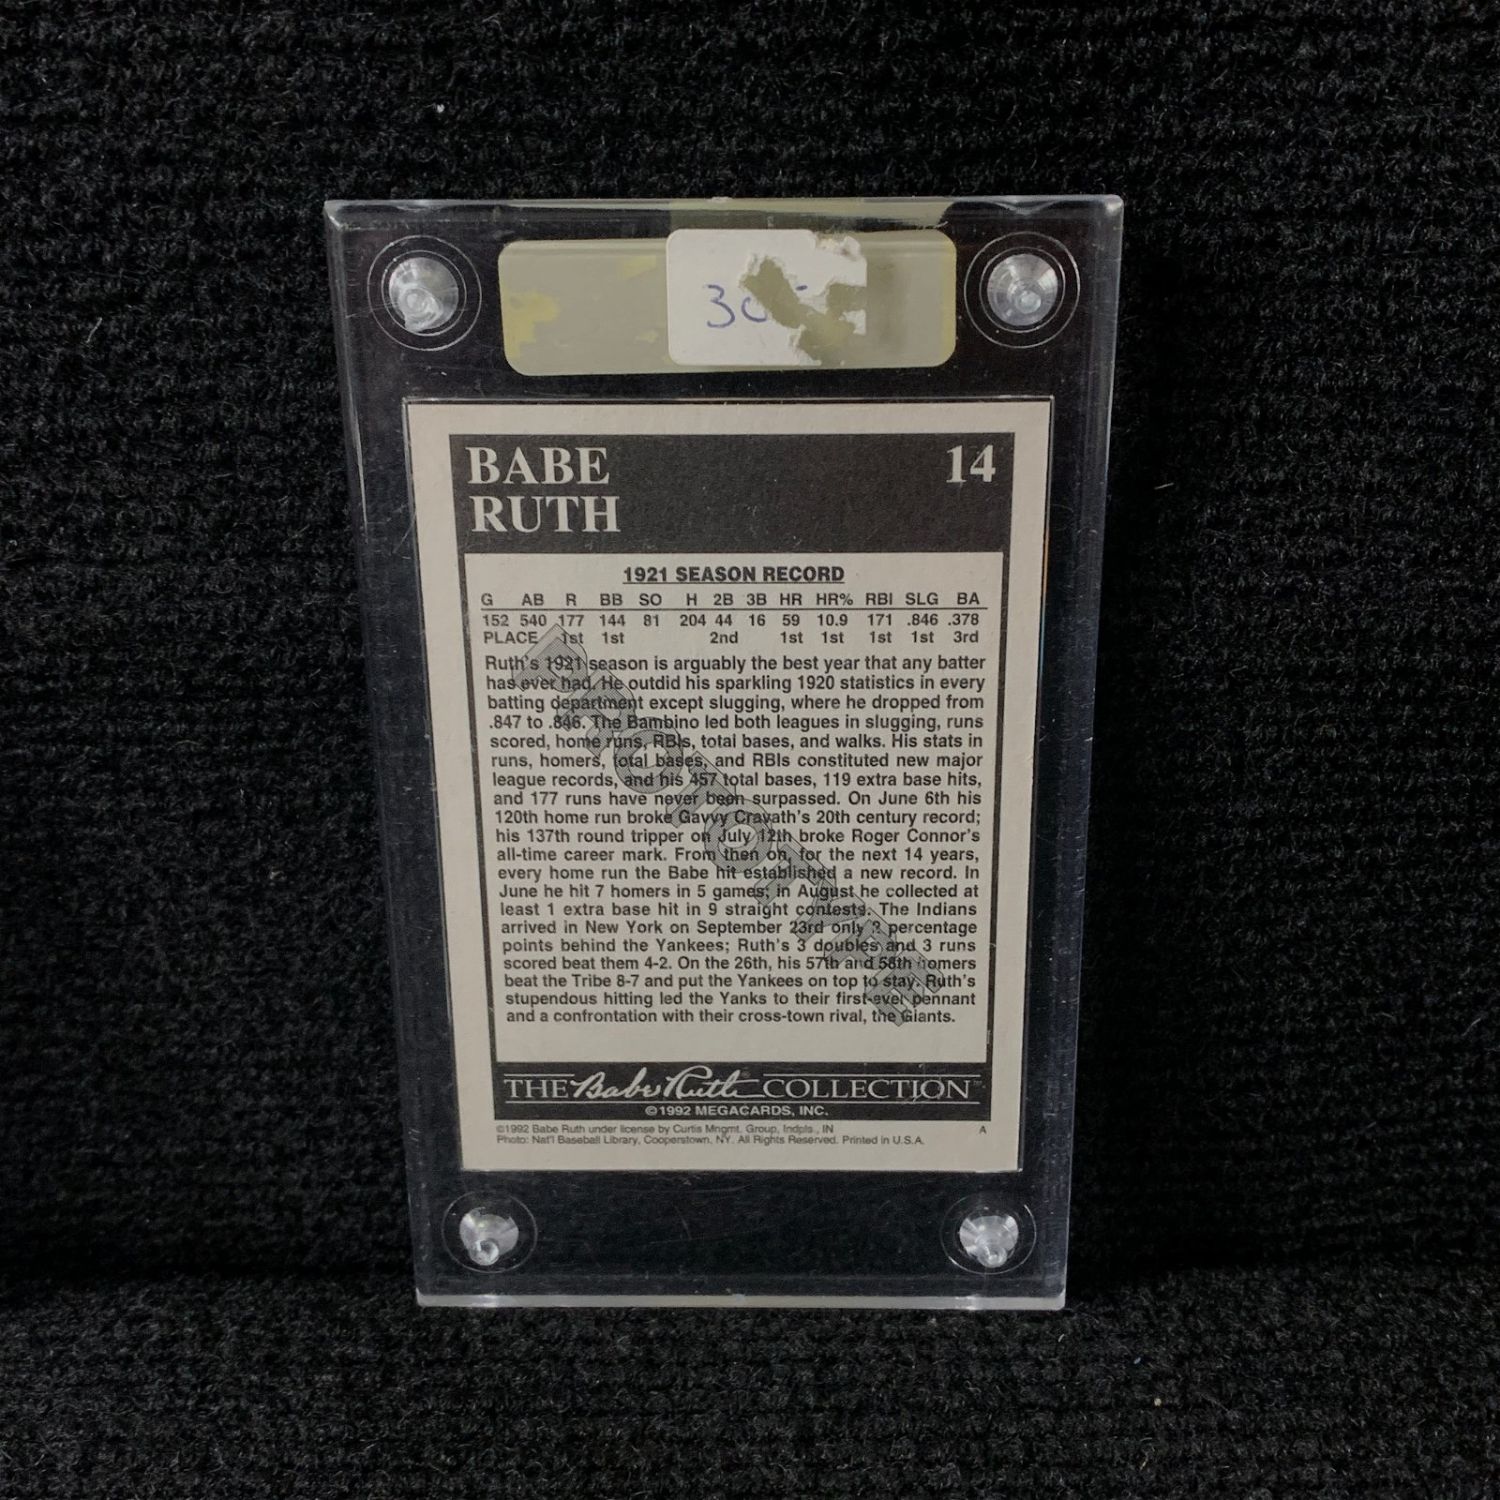 30
BABE
RUTH
14
1921 SEASON RECORD
G AB R BB SO H 2B 3B HR HR% RBI SLG BA
152 540 177 144 81 204 44 16 59 10.9 171 .846 .378
PLACE 1st 1st 2nd 1st 1st 1st 1st 3rd
Ruth's 1921 season is arguably the best year that any batter
has ever had. He outdid his sparkling 1920 statistics in every
batting department except slugging, where he dropped from
.847 to .846. The Bambino led both leagues in slugging, runs
scored, home runs, RBIs, total bases, and walks. His stats in
runs, homers, total bases, and RBIs constituted new major
league records, and his 457 total bases, 119 extra base hits,
and 177 runs have never been surpassed. On June 6th his
120th home run broke Gavvy Cravath's 20th century record;
his 137th round tripper on July 12th broke Roger Connor's
all-time career mark. From then on, for the next 14 years,
every home run the Babe hit established a new record. In
June he hit 7 homers in 5 games; in August he collected at
least 1 extra base hit in 9 straight contests. The Indians
arrived in New York on September 23rd only percentage
points behind the Yankees; Ruth's 3 doubles and 3 runs
scored beat them 4-2. On the 26th, his 57th and 58th homers
beat the Tribe 8-7 and put the Yankees on top to stay. Ruth's
stupendous hitting led the Yanks to their first-ever pennant
and a confrontation with their cross-town rival, the Giants.
PROTOTYPE
THE Babe Ruth COLLECTION™
©1992 MEGACARDS, INC.
©1992 Babe Ruth under license by Curtis Mngmt. Group, Indpls., IN A
Photo: Nat'l Baseball Library, Cooperstown, NY. All Rights Reserved. Printed in U.S.A.